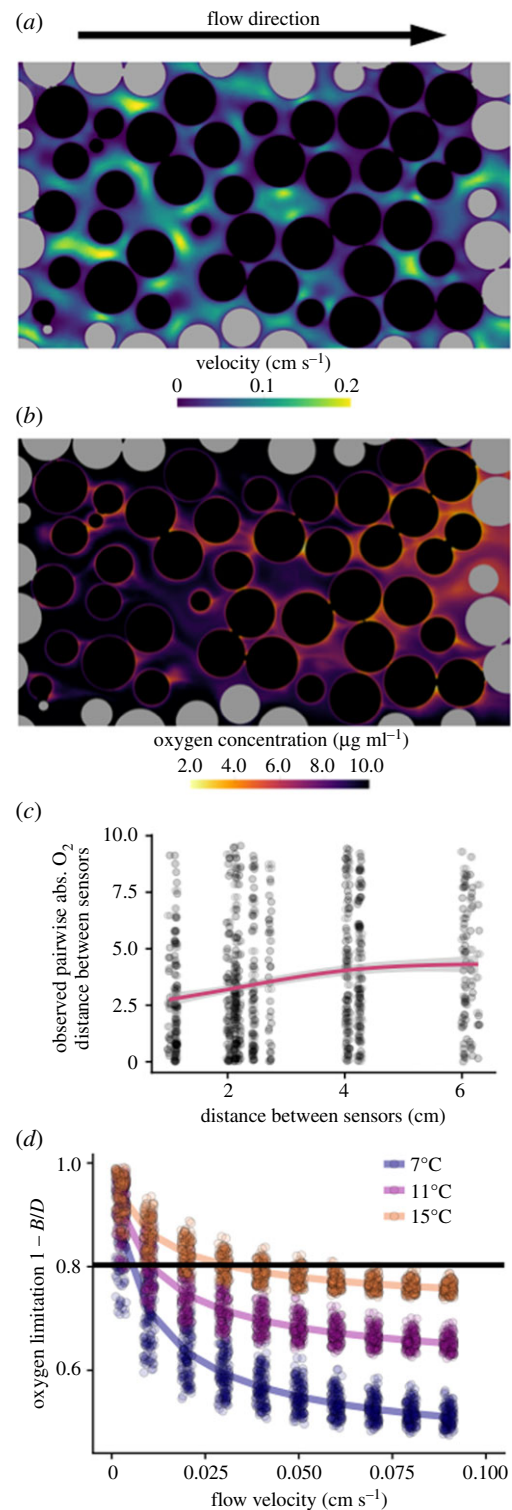 (a)
flow direction
velocity (cm s⁻¹)
0 0.1 0.2
(b)
oxygen concentration (µg ml⁻¹)
2.0 4.0 6.0 8.0 10.0
(c)
observed pairwise abs. O₂
distance between sensors
10.0
7.5
5.0
2.5
0
2 4 6
distance between sensors (cm)
(d)
oxygen limitation 1 – B/D
1.0
0.8
0.6
7°C
11°C
15°C
0 0.025 0.050 0.075 0.100
flow velocity (cm s⁻¹)